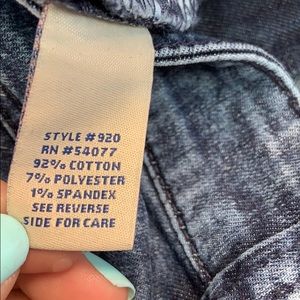 STYLE #920
RN #54077
92% COTTON
7% POLYESTER
1% SPANDEX
SEE REVERSE
SIDE FOR CARE